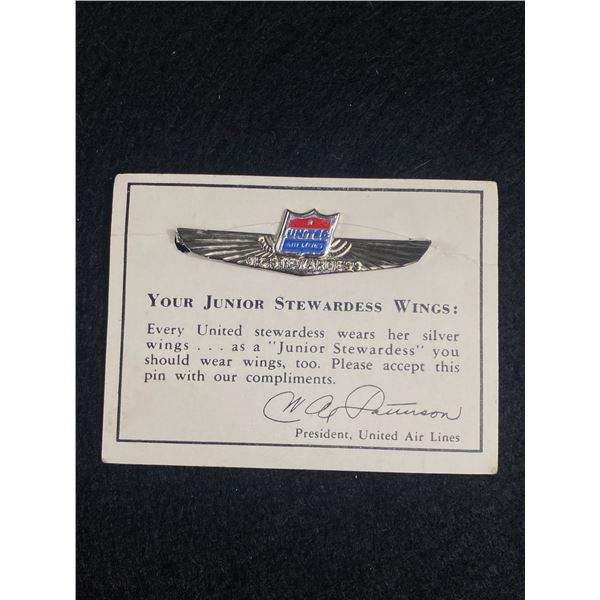 UNITED
AIR LINES
JR. STEWARDESS
YOUR JUNIOR STEWARDESS WINGS:
Every United stewardess wears her silver
wings . . . as a "Junior Stewardess" you
should wear wings, too. Please accept this
pin with our compliments.
W A Patterson
President, United Air Lines